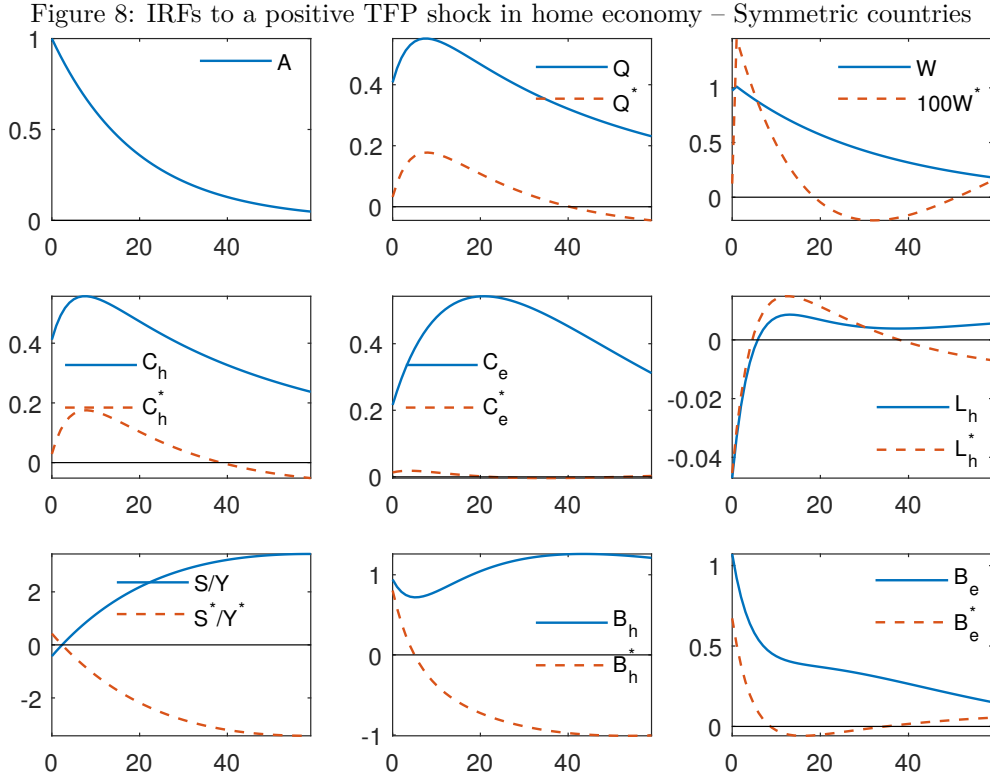 Figure 8: IRFs to a positive TFP shock in home economy – Symmetric countries
1
0.5
0
0 20 40
A
0.4
0.2
0
0 20 40
Q
Q*
1
0.5
0
0 20 40
W
100W*
0.4
0.2
0
0 20 40
C_h
C_h*
0.4
0.2
0
0 20 40
C_e
C_e*
0
-0.02
-0.04
0 20 40
L_h
L_h*
2
0
-2
0 20 40
S/Y
S*/Y*
1
0
-1
0 20 40
B_h
B_h*
1
0.5
0
0 20 40
B_e
B_e*